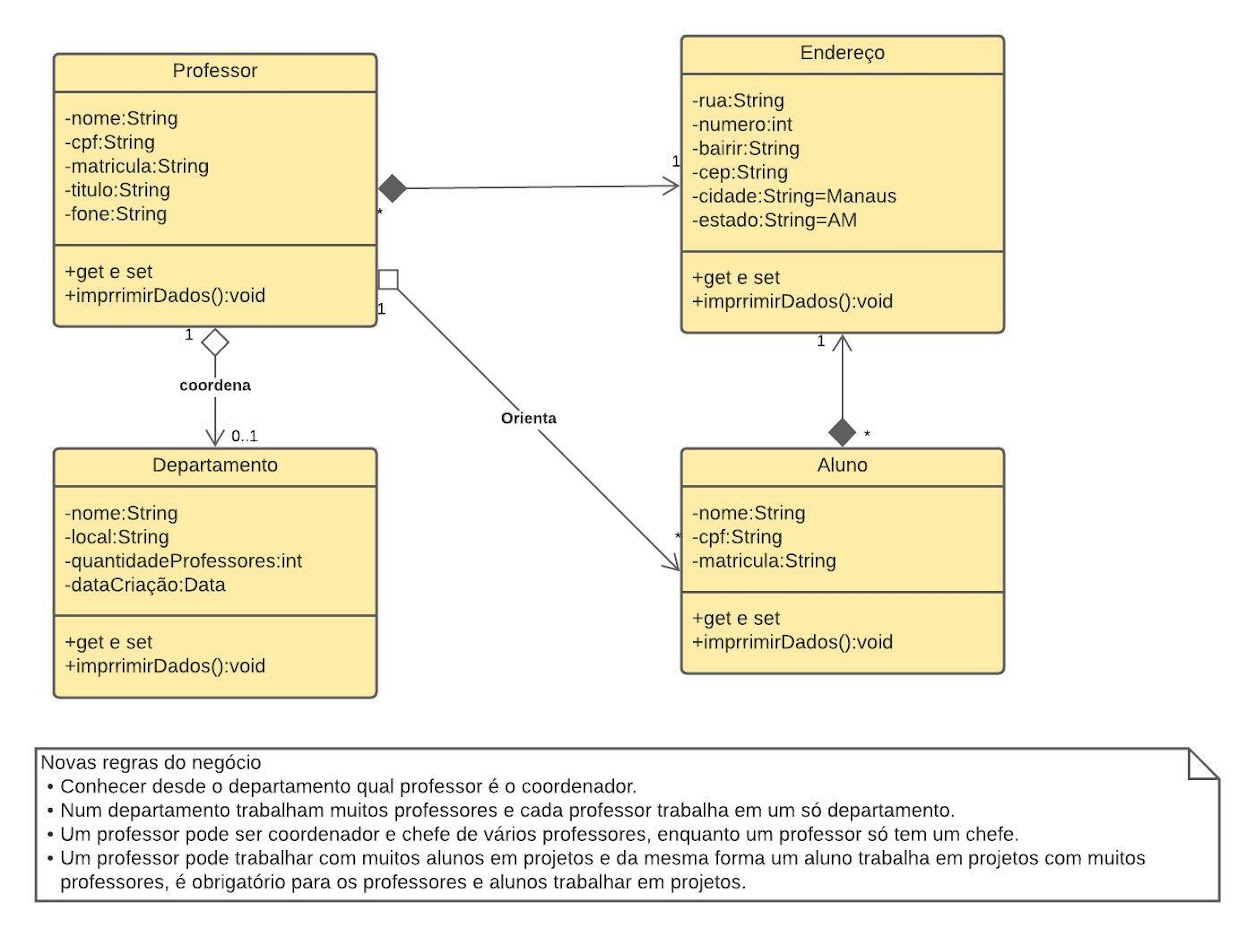 Professor
-nome:String
-cpf:String
-matricula:String
-titulo:String
-fone:String
+get e set
+imprrimirDados():void
*
1
1
Endereço
-rua:String
-numero:int
-bairir:String
-cep:String
-cidade:String=Manaus
-estado:String=AM
+get e set
+imprrimirDados():void
1
coordena
0..1
Orienta
*
1
*
Departamento
-nome:String
-local:String
-quantidadeProfessores:int
-dataCriação:Data
+get e set
+imprrimirDados():void
Aluno
-nome:String
-cpf:String
-matricula:String
+get e set
+imprrimirDados():void
Novas regras do negócio
• Conhecer desde o departamento qual professor é o coordenador.
• Num departamento trabalham muitos professores e cada professor trabalha em um só departamento.
• Um professor pode ser coordenador e chefe de vários professores, enquanto um professor só tem um chefe.
• Um professor pode trabalhar com muitos alunos em projetos e da mesma forma um aluno trabalha em projetos com muitos
professores, é obrigatório para os professores e alunos trabalhar em projetos.